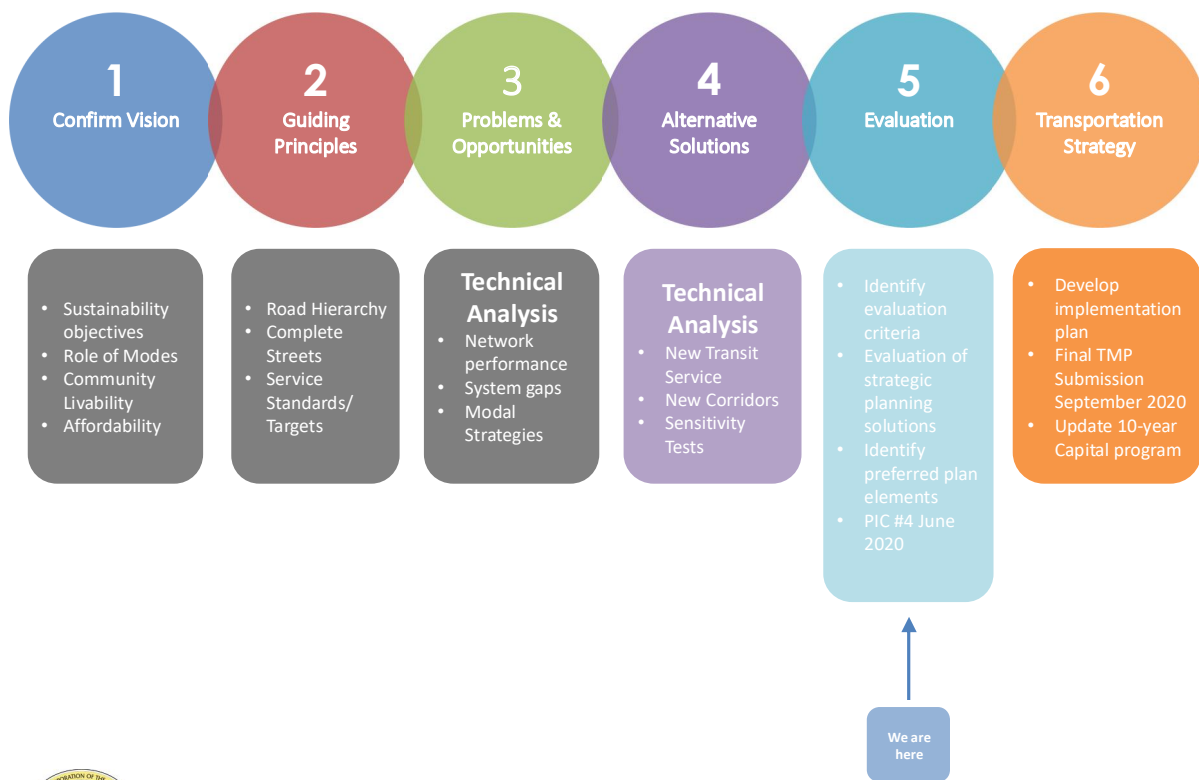 1
Confirm Vision
2
Guiding
Principles
3
Problems &
Opportunities
4
Alternative
Solutions
5
Evaluation
6
Transportation
Strategy
• Sustainability
objectives
• Role of Modes
• Community
Livability
• Affordability
• Road Hierarchy
• Complete
Streets
• Service
Standards/
Targets
Technical
Analysis
• Network
performance
• System gaps
• Modal
Strategies
Technical
Analysis
• New Transit
Service
• New Corridors
• Sensitivity
Tests
• Identify
evaluation
criteria
• Evaluation of
strategic
planning
solutions
• Identify
preferred plan
elements
• PIC #4 June
2020
• Develop
implementation
plan
• Final TMP
Submission
September 2020
• Update 10-year
Capital program
We are
here
OF THE